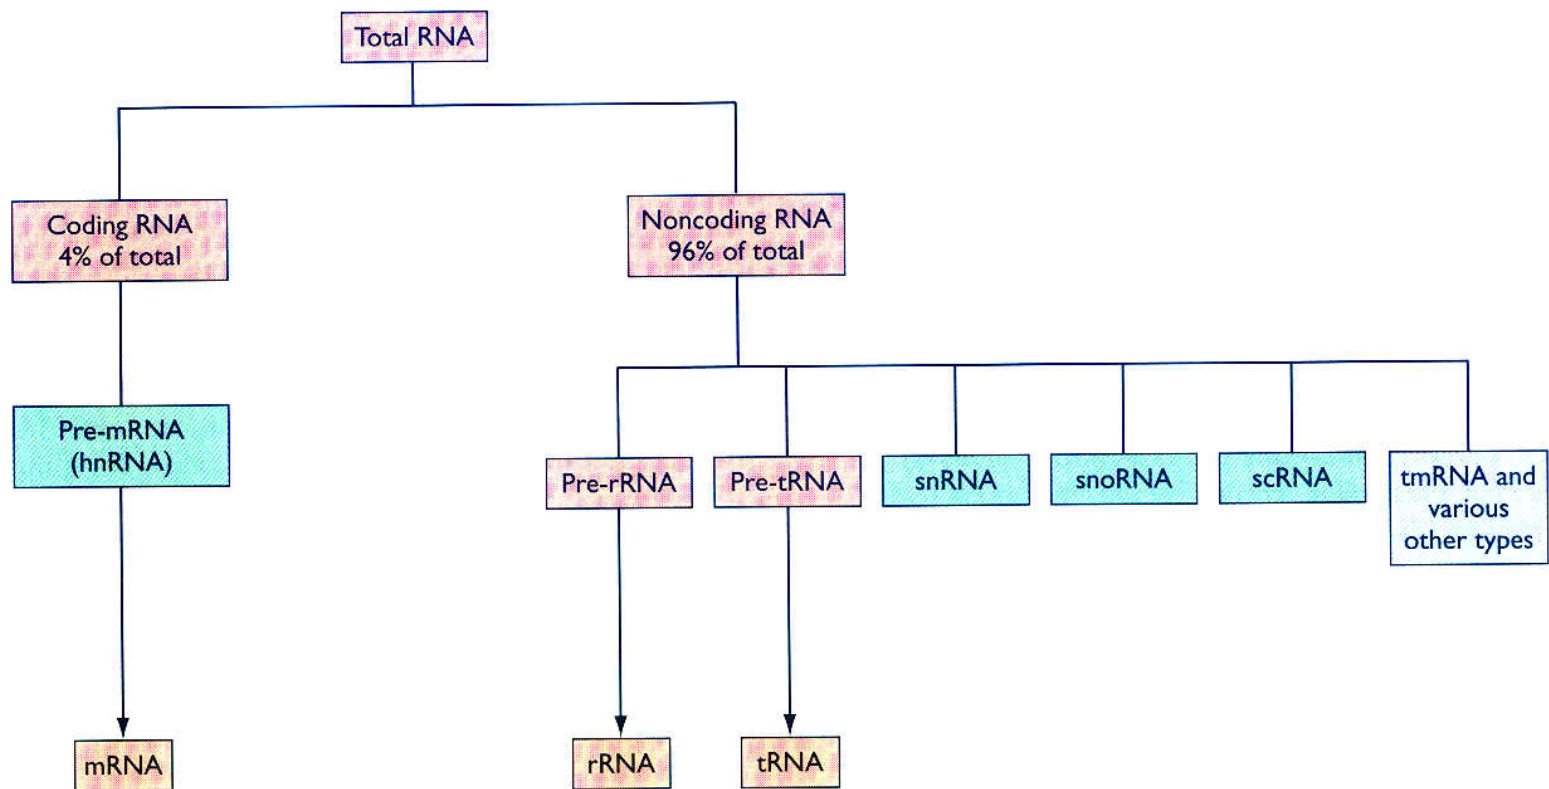 Total RNA
Coding RNA
4% of total
Noncoding RNA
96% of total
Pre-mRNA
(hnRNA)
Pre-rRNA
Pre-tRNA
snRNA
snoRNA
scRNA
tmRNA and
various
other types
mRNA
rRNA
tRNA